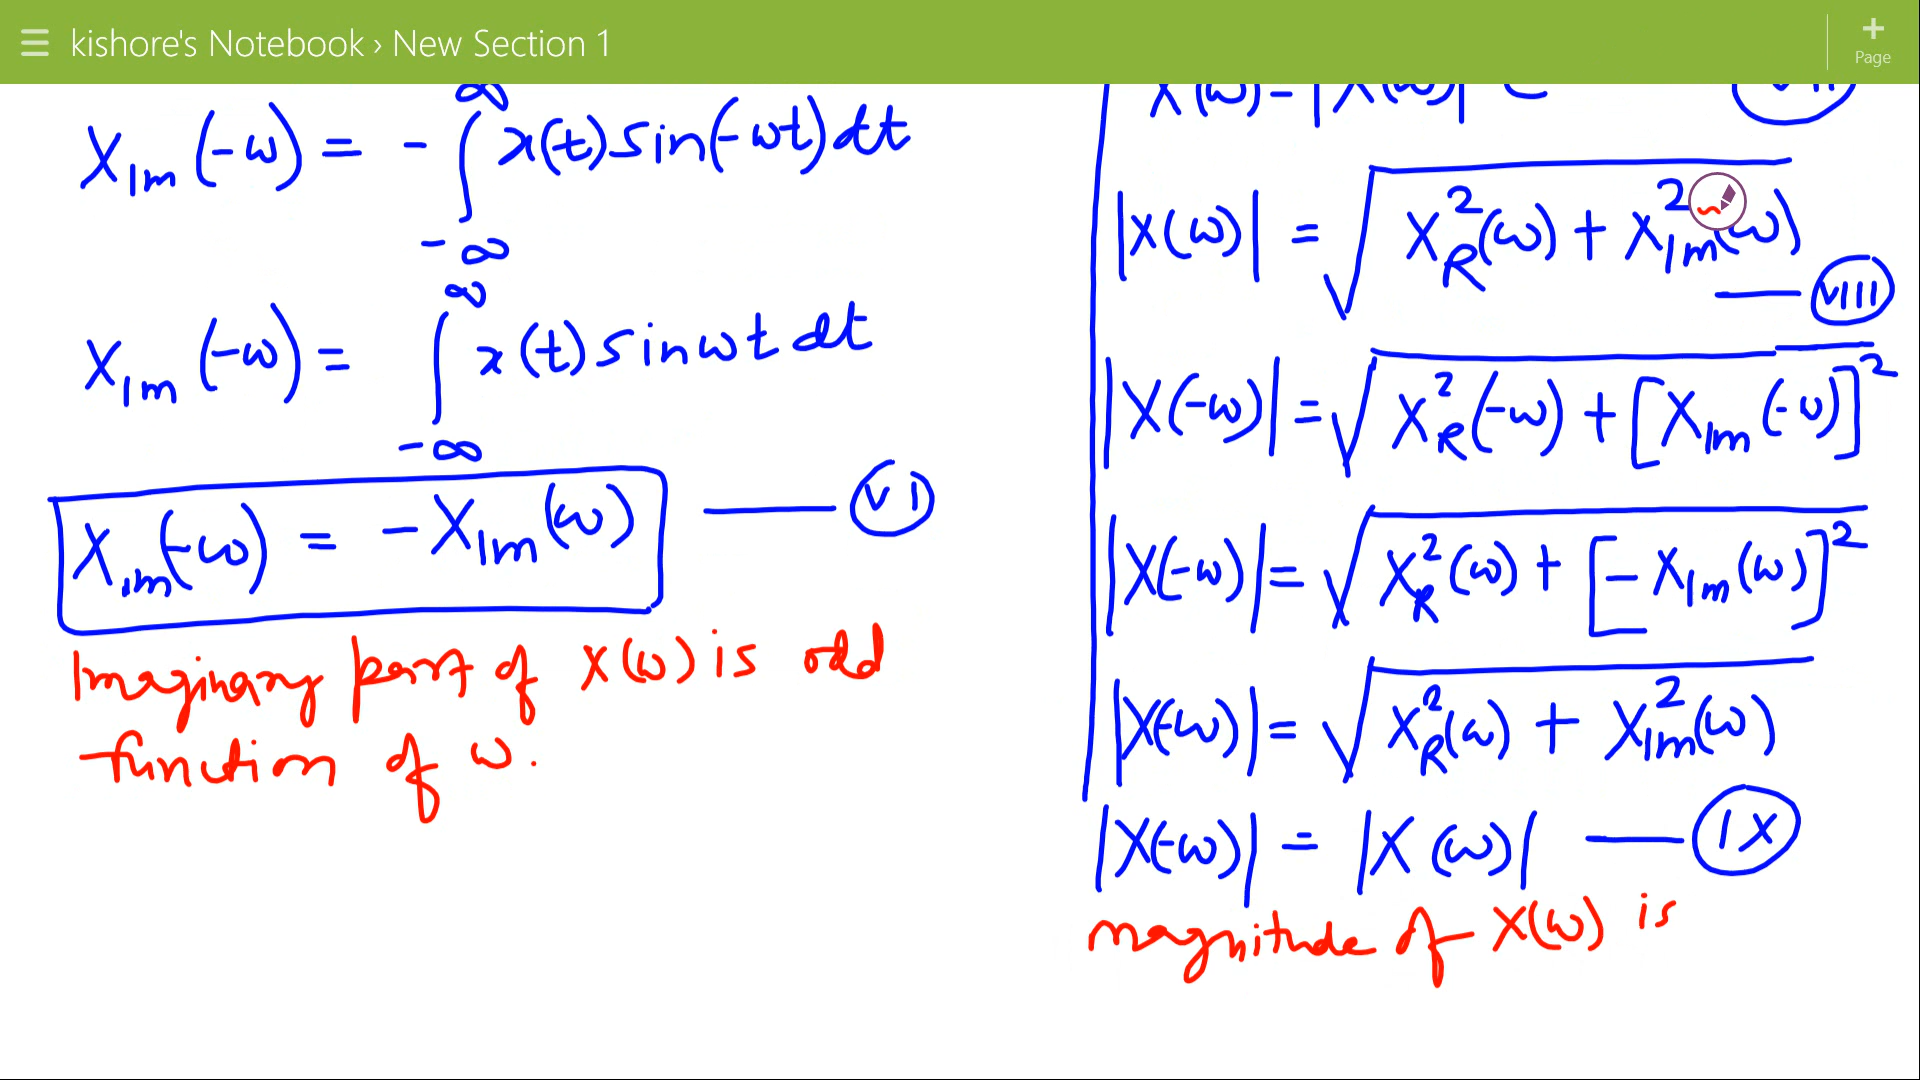 kishore's Notebook › New Section 1
Page
∞
X_Im(-ω) = - ∫ x(t) sin(-ωt) dt
-∞
∞
X_Im(-ω) = ∫ x(t) sin ωt dt
-∞
X_Im(-ω) = -X_Im(ω) —— (vi)
Imaginary part of X(ω) is odd
function of ω.
X(ω) = |X(ω)|
|X(ω)| = √(X_R²(ω) + X_Im²(ω))
—— (viii)
|X(-ω)| = √(X_R²(-ω) + [X_Im(-ω)]²)
|X(-ω)| = √(X_R²(ω) + [-X_Im(ω)]²)
|X(-ω)| = √(X_R²(ω) + X_Im²(ω))
|X(-ω)| = |X(ω)| —— (ix)
magnitude of X(ω) is